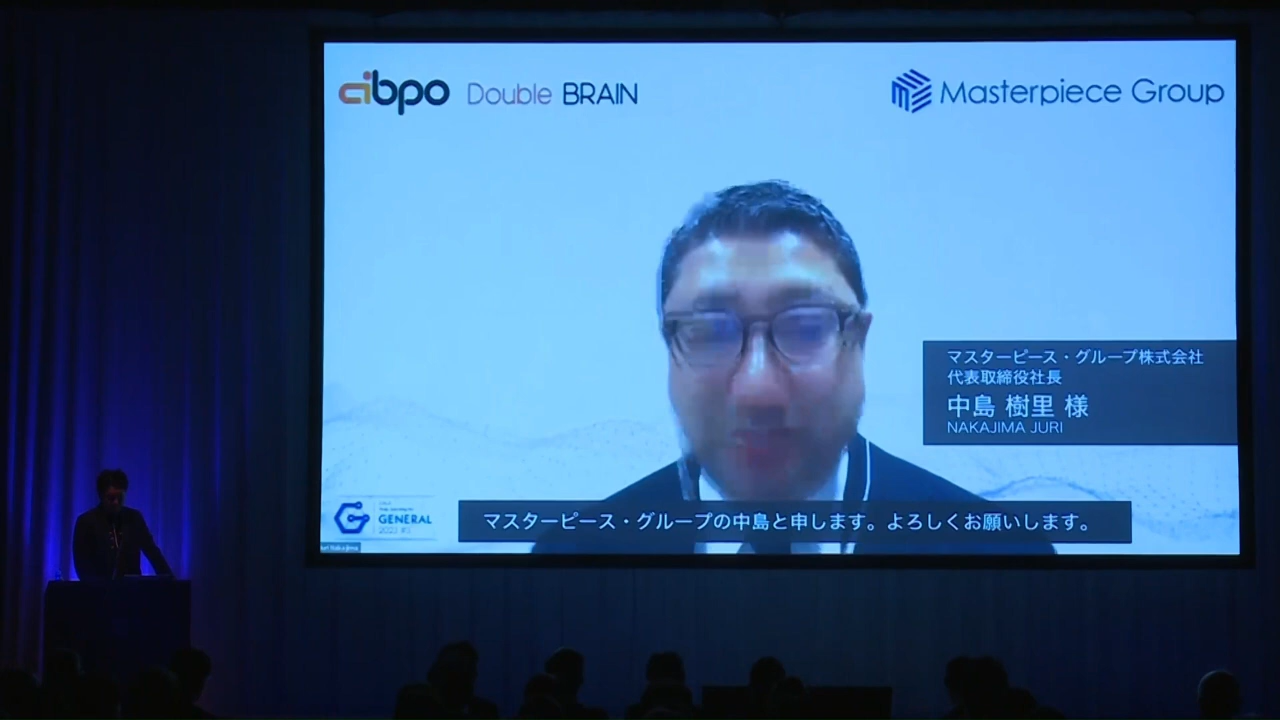 aibpo Double BRAIN
Masterpiece Group
マスターピース・グループ株式会社
代表取締役社長
中島 樹里 様
NAKAJIMA JURI
GENERAL
マスターピース・グループの中島と申します。よろしくお願いします。